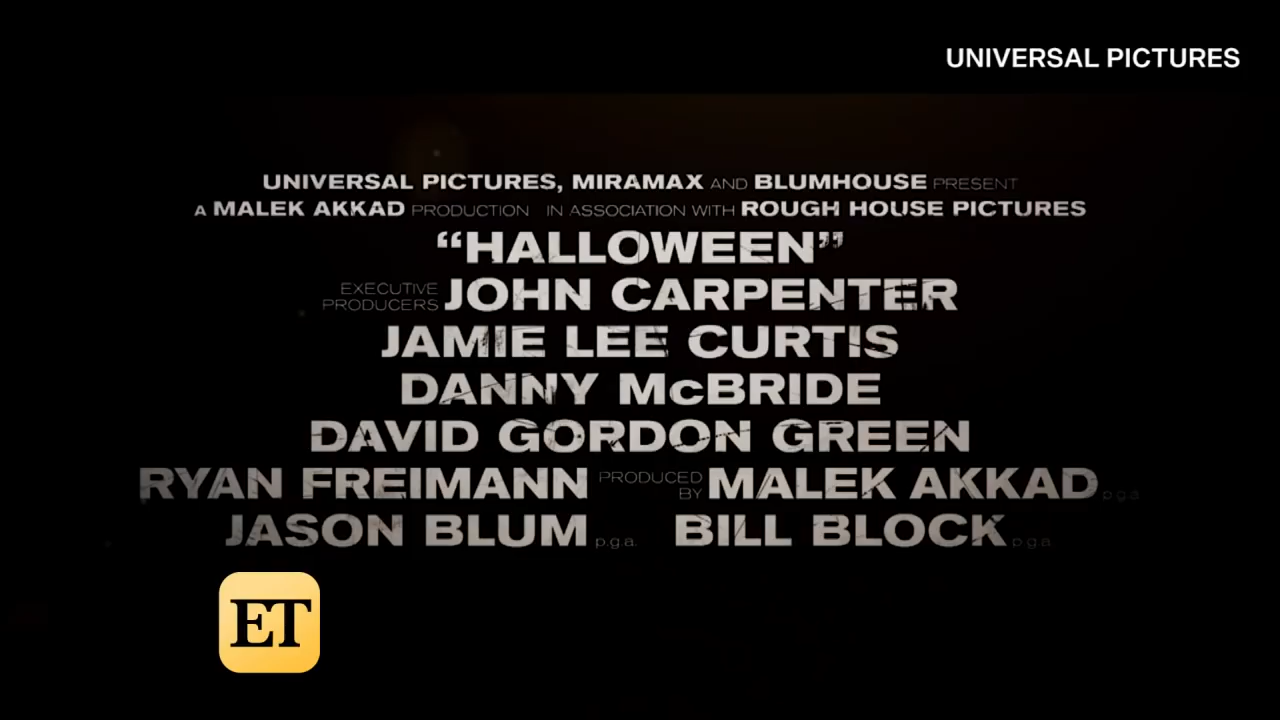 UNIVERSAL PICTURES
UNIVERSAL PICTURES, MIRAMAX AND BLUMHOUSE PRESENT
A MALEK AKKAD PRODUCTION IN ASSOCIATION WITH ROUGH HOUSE PICTURES
“HALLOWEEN”
EXECUTIVE PRODUCERS JOHN CARPENTER
JAMIE LEE CURTIS
DANNY McBRIDE
DAVID GORDON GREEN
RYAN FREIMANN PRODUCED BY MALEK AKKAD p.g.a.
JASON BLUM p.g.a. BILL BLOCK p.g.a.
ET